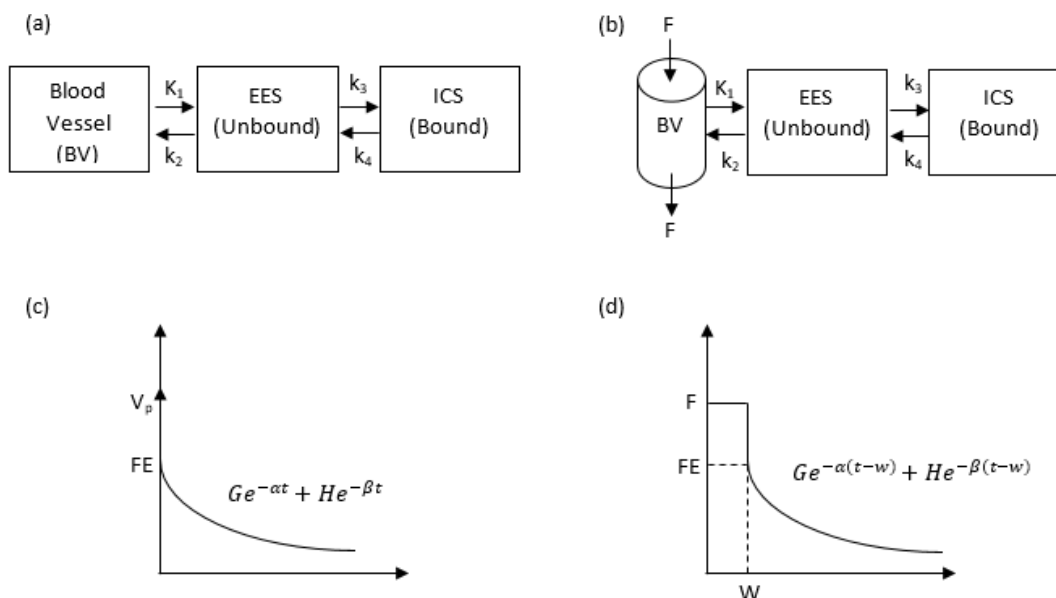 (a)
Blood
Vessel
(BV)
K₁
k₂
EES
(Unbound)
k₃
k₄
ICS
(Bound)
(b)
F
BV
F
K₁
k₂
EES
(Unbound)
k₃
k₄
ICS
(Bound)
(c)
Vₚ
FE
Ge^{-αt} + He^{-βt}
(d)
F
FE
Ge^{-α(t-w)} + He^{-β(t-w)}
W